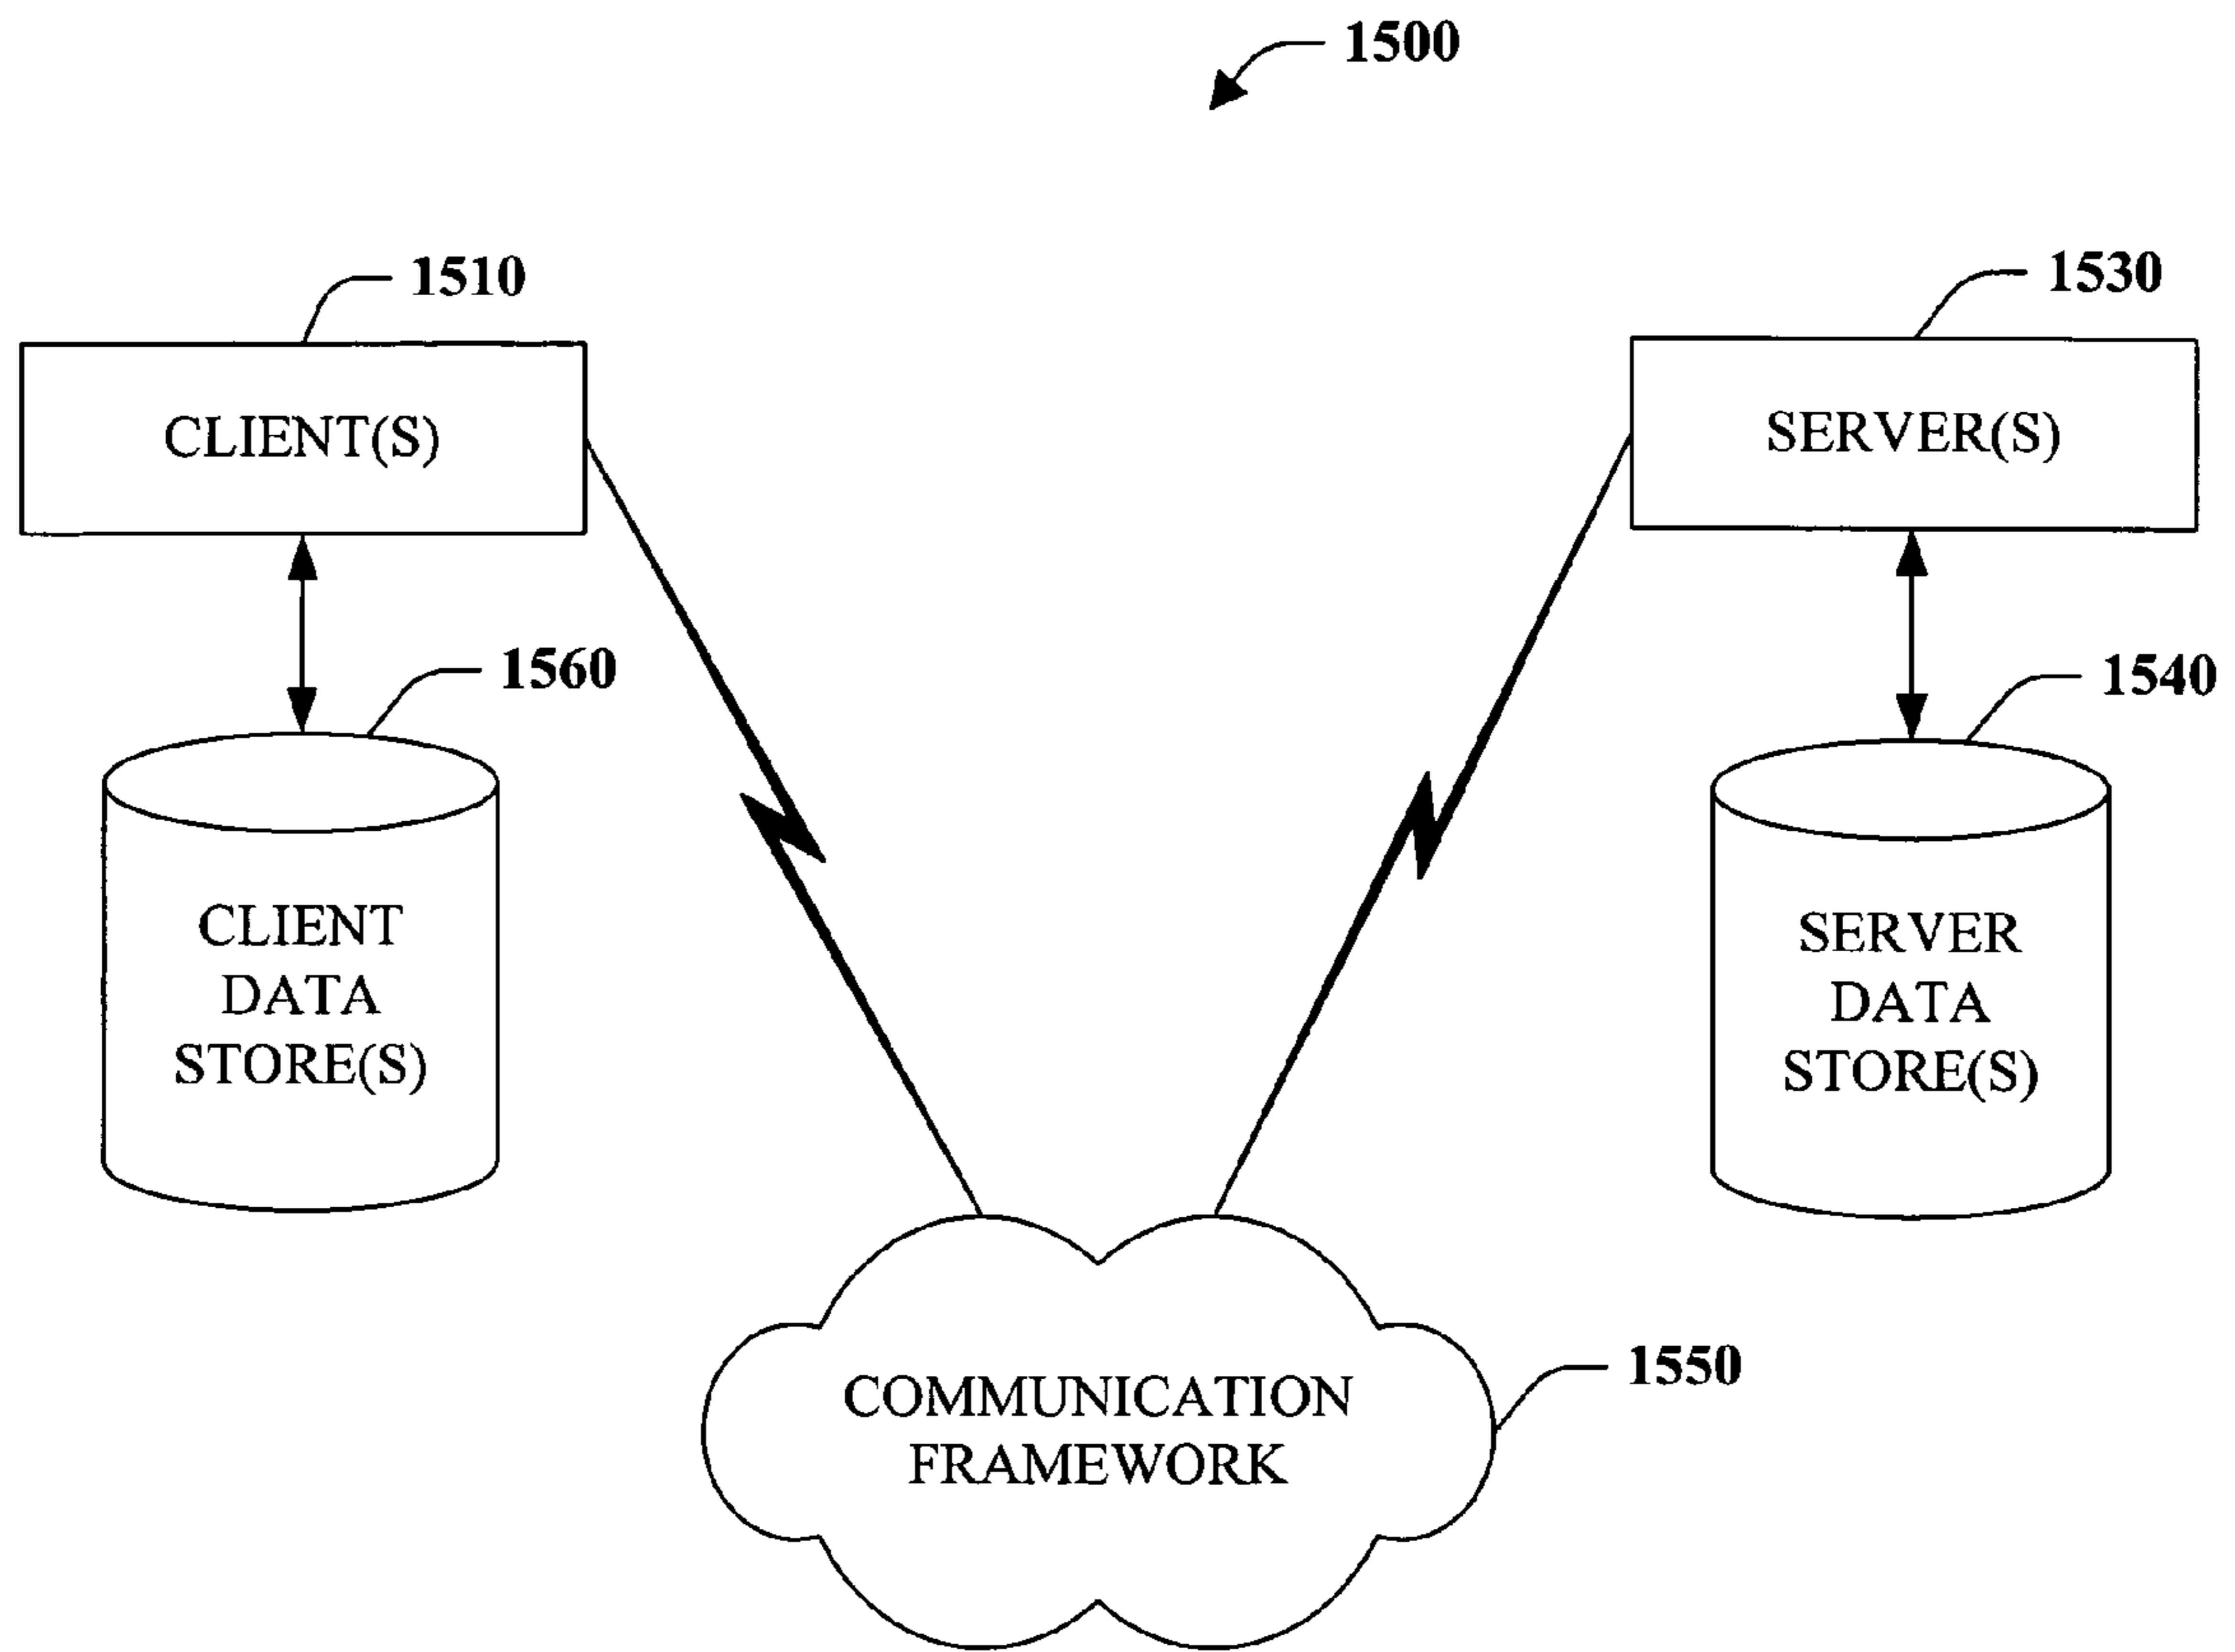 1500
1510
1530
CLIENT(S)
SERVER(S)
1560
1540
CLIENT
DATA
STORE(S)
SERVER
DATA
STORE(S)
1550
COMMUNICATION
FRAMEWORK